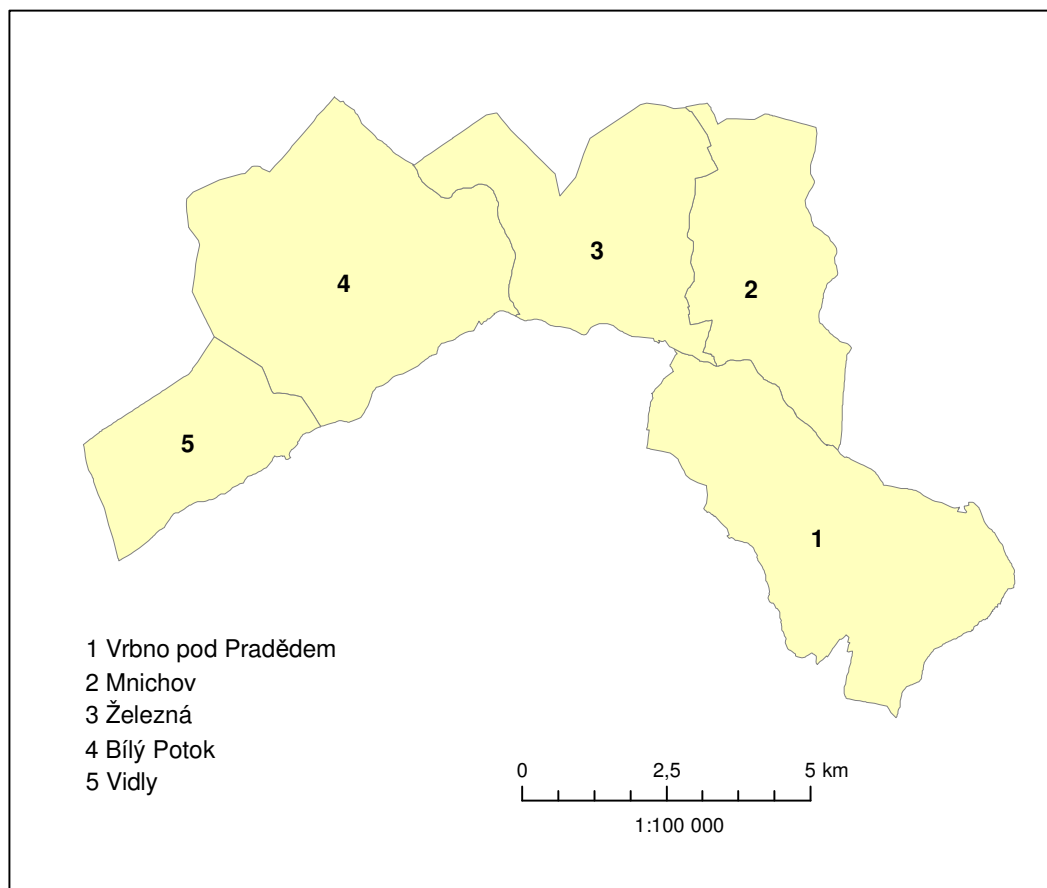 4
3
2
5
1
1 Vrbno pod Pradědem
2 Mnichov
3 Železná
4 Bílý Potok
5 Vidly
0 2,5 5 km
1:100 000